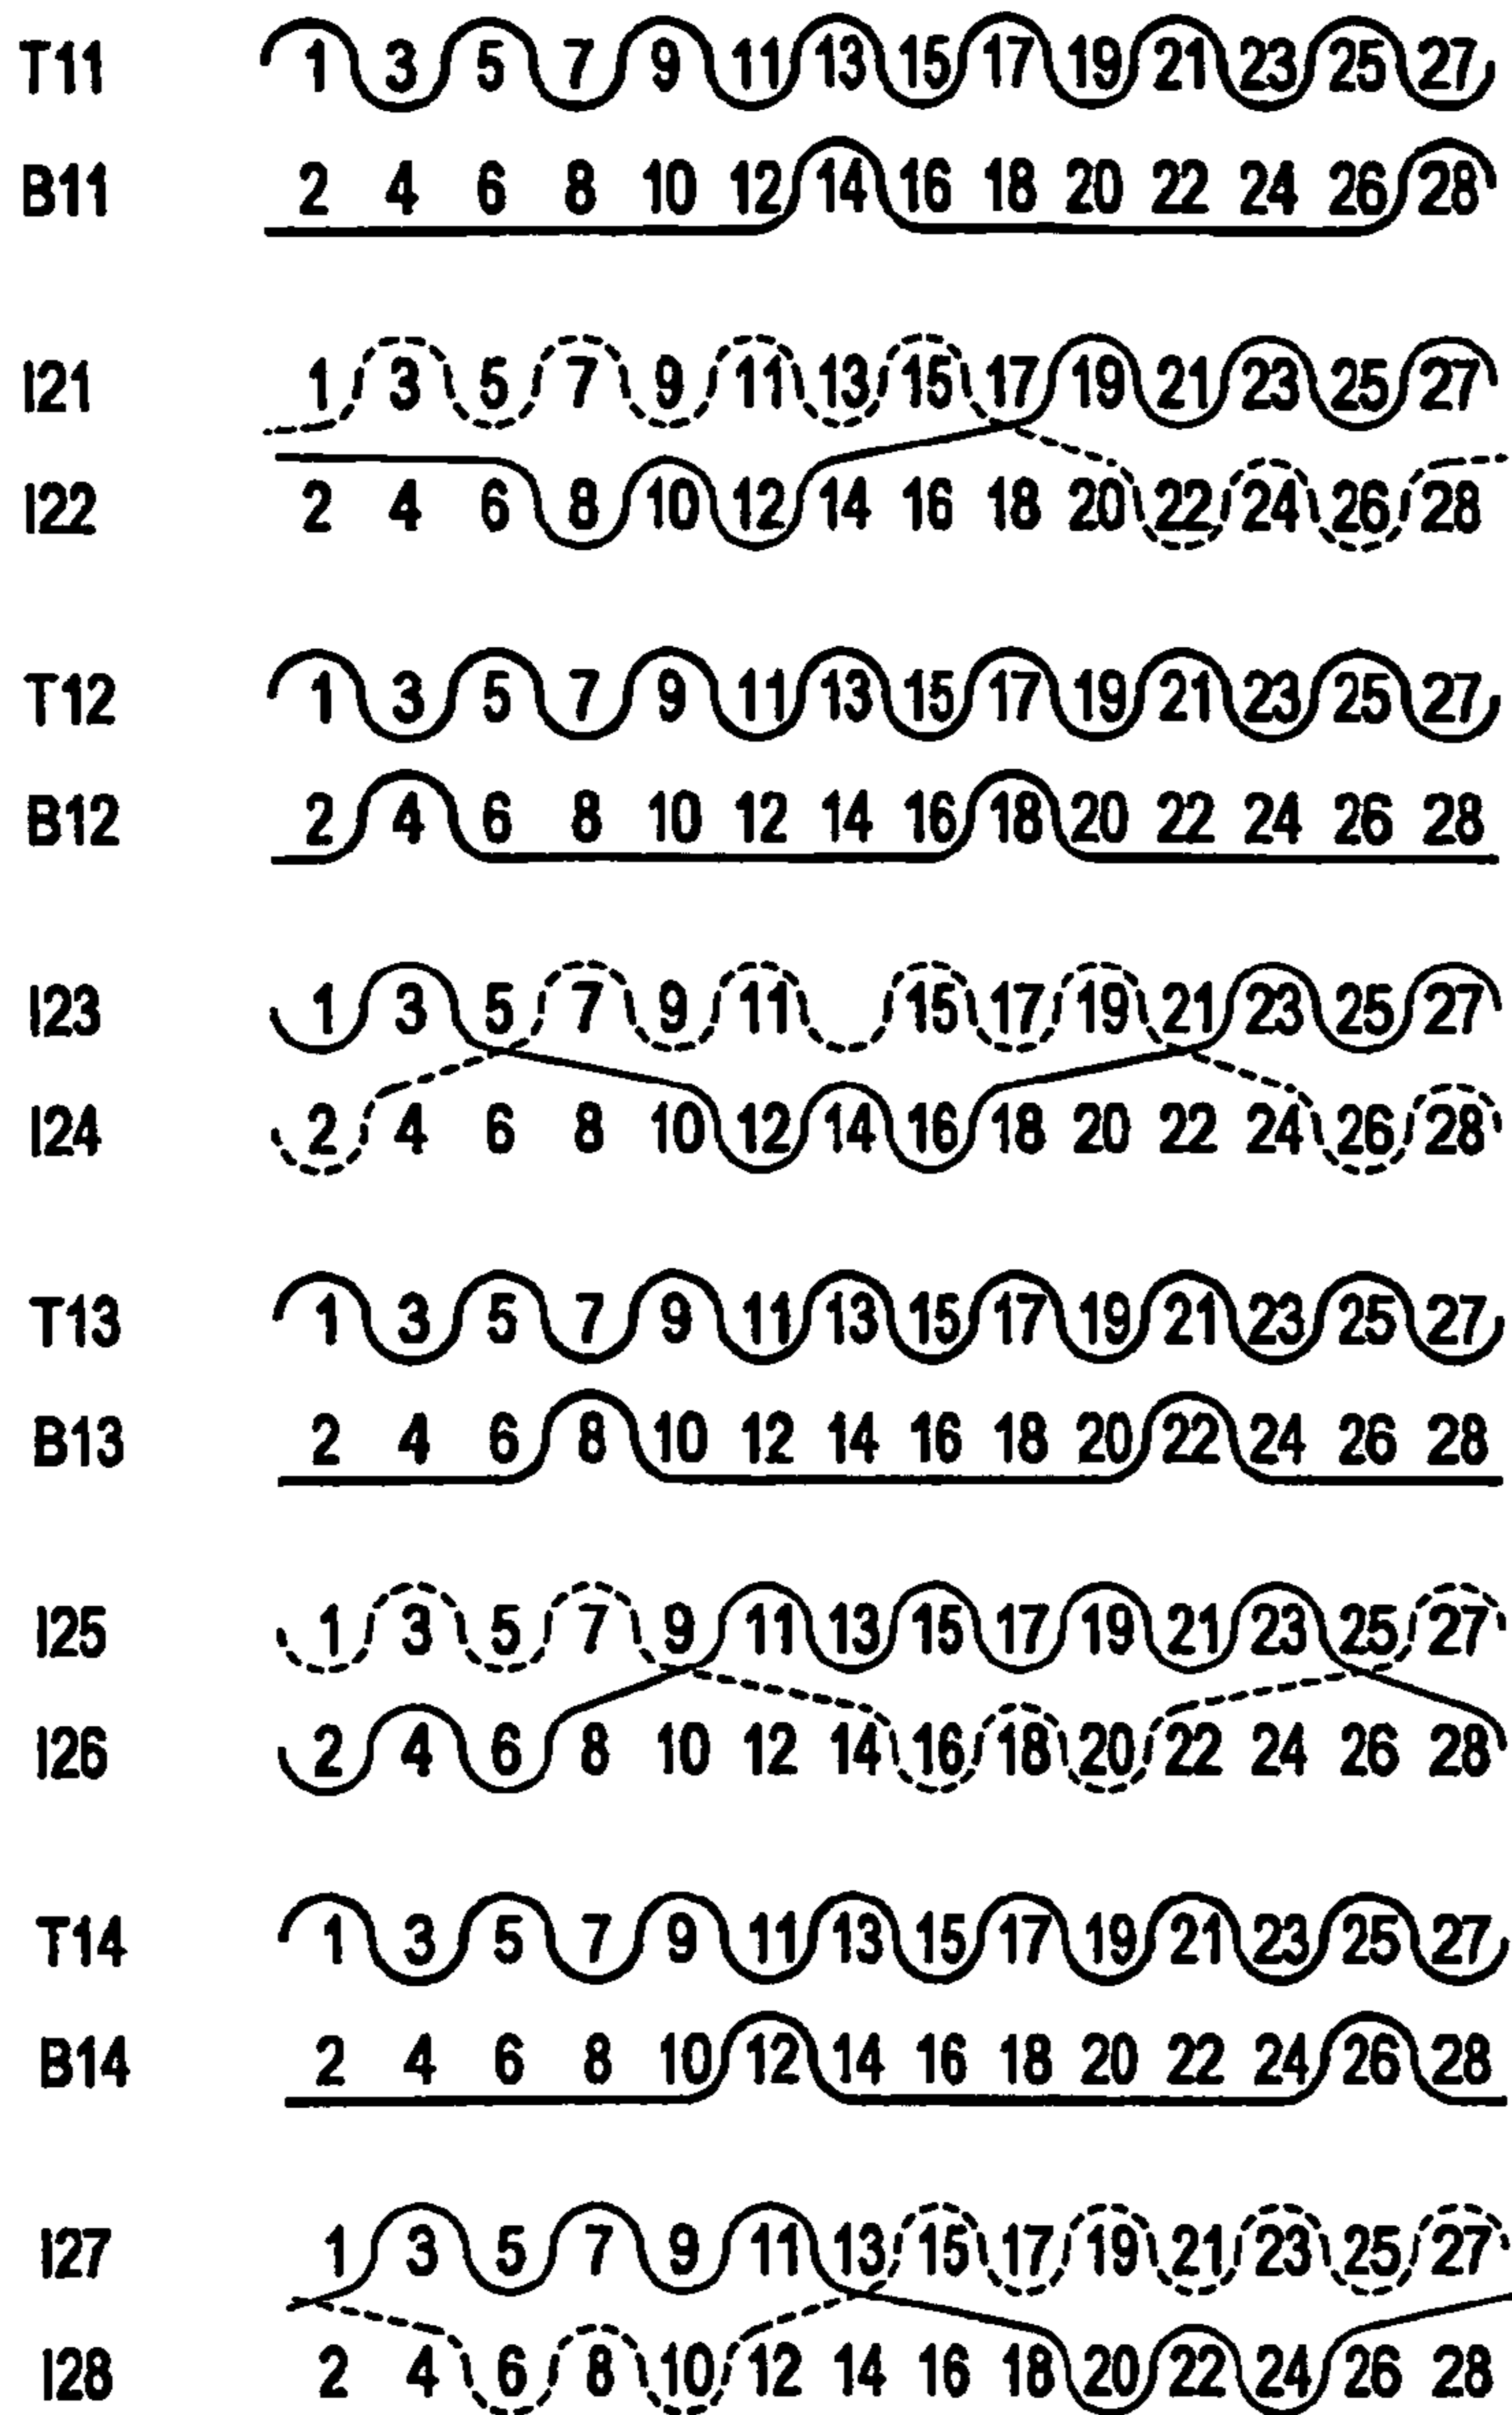 T11 1 3 5 7 9 11 13 15 17 19 21 23 25 27
B11 2 4 6 8 10 12 14 16 18 20 22 24 26 28
I21 1 3 5 7 9 11 13 15 17 19 21 23 25 27
I22 2 4 6 8 10 12 14 16 18 20 22 24 26 28
T12 1 3 5 7 9 11 13 15 17 19 21 23 25 27
B12 2 4 6 8 10 12 14 16 18 20 22 24 26 28
I23 1 3 5 7 9 11 15 17 19 21 23 25 27
I24 2 4 6 8 10 12 14 16 18 20 22 24 26 28
T13 1 3 5 7 9 11 13 15 17 19 21 23 25 27
B13 2 4 6 8 10 12 14 16 18 20 22 24 26 28
I25 1 3 5 7 9 11 13 15 17 19 21 23 25 27
I26 2 4 6 8 10 12 14 16 18 20 22 24 26 28
T14 1 3 5 7 9 11 13 15 17 19 21 23 25 27
B14 2 4 6 8 10 12 14 16 18 20 22 24 26 28
I27 1 3 5 7 9 11 13 15 17 19 21 23 25 27
I28 2 4 6 8 10 12 14 16 18 20 22 24 26 28